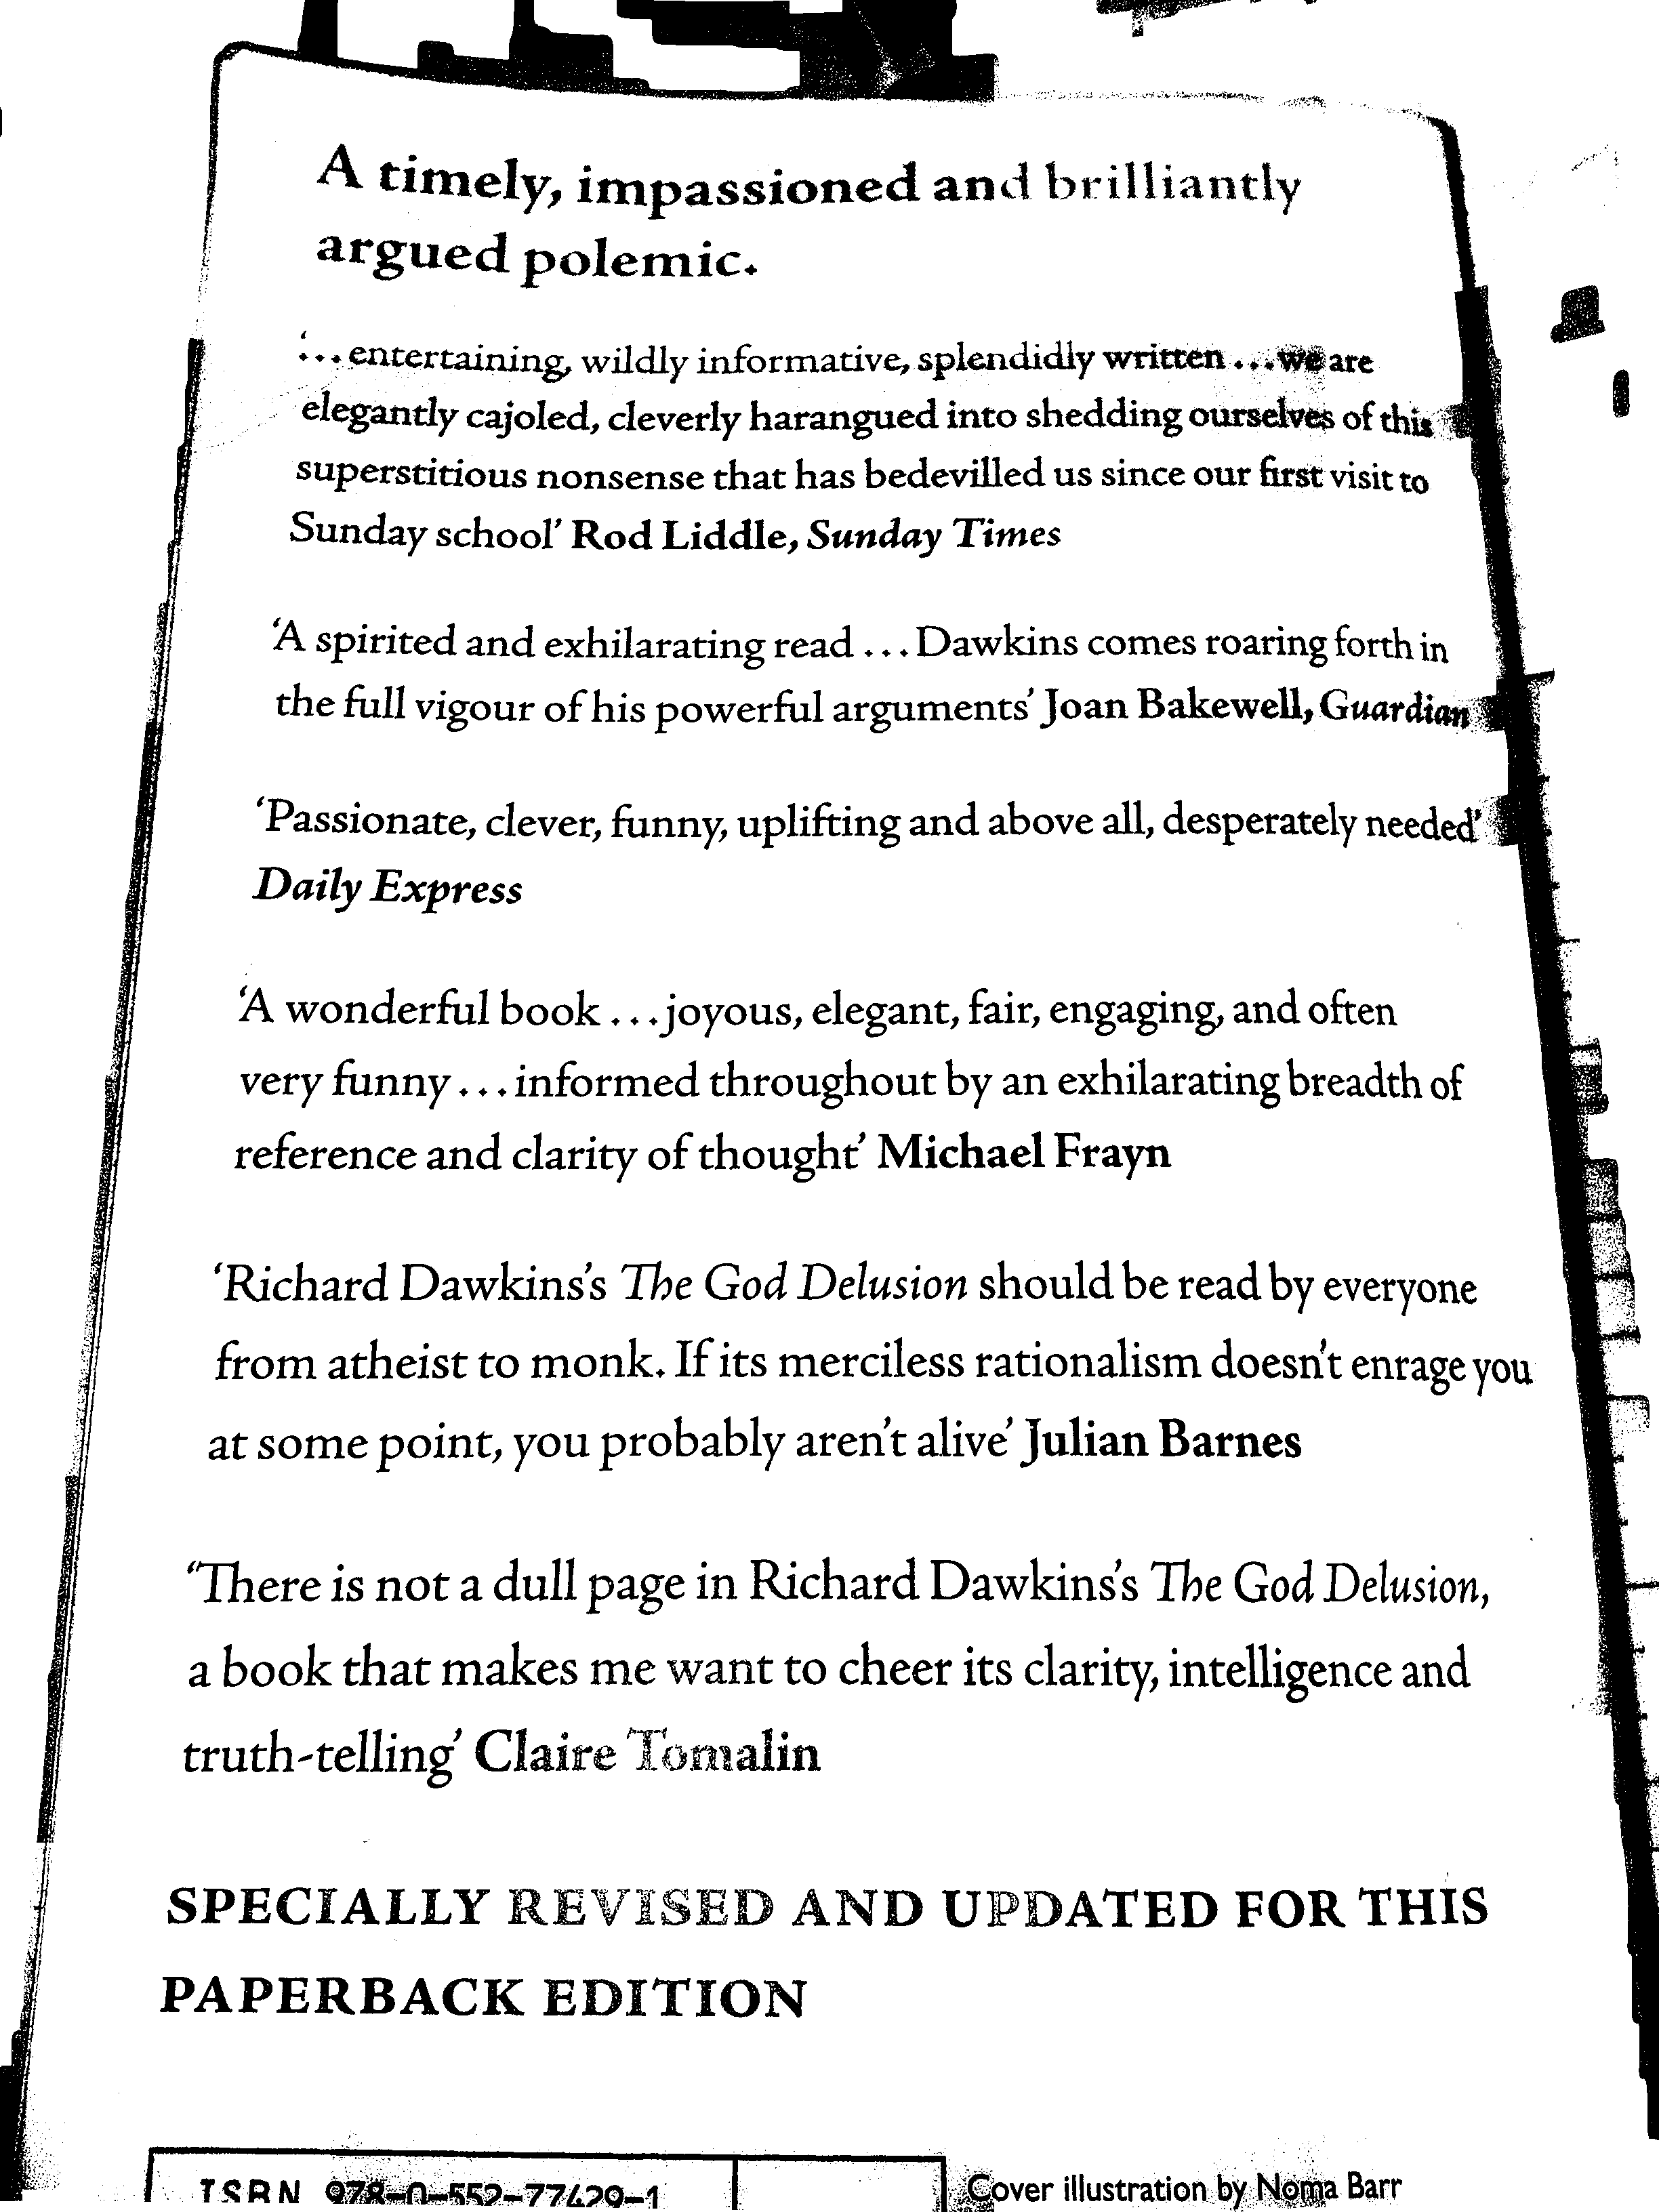 A timely, impassioned and brilliantly
argued polemic.
‘...entertaining, wildly informative, splendidly written ...we are
elegantly cajoled, cleverly harangued into shedding ourselves of this
superstitious nonsense that has bedevilled us since our first visit to
Sunday school’ Rod Liddle, Sunday Times
‘A spirited and exhilarating read ... Dawkins comes roaring forth in
the full vigour of his powerful arguments’ Joan Bakewell, Guardian
‘Passionate, clever, funny, uplifting and above all, desperately needed’
Daily Express
‘A wonderful book ...joyous, elegant, fair, engaging, and often
very funny ... informed throughout by an exhilarating breadth of
reference and clarity of thought’ Michael Frayn
‘Richard Dawkins’s The God Delusion should be read by everyone
from atheist to monk. If its merciless rationalism doesn’t enrage you
at some point, you probably aren’t alive’ Julian Barnes
‘There is not a dull page in Richard Dawkins’s The God Delusion,
a book that makes me want to cheer its clarity, intelligence and
truth-telling’ Claire Tomalin
SPECIALLY REVISED AND UPDATED FOR THIS
PAPERBACK EDITION
ISBN 978-0-552-77429-1
Cover illustration by Noma Barr